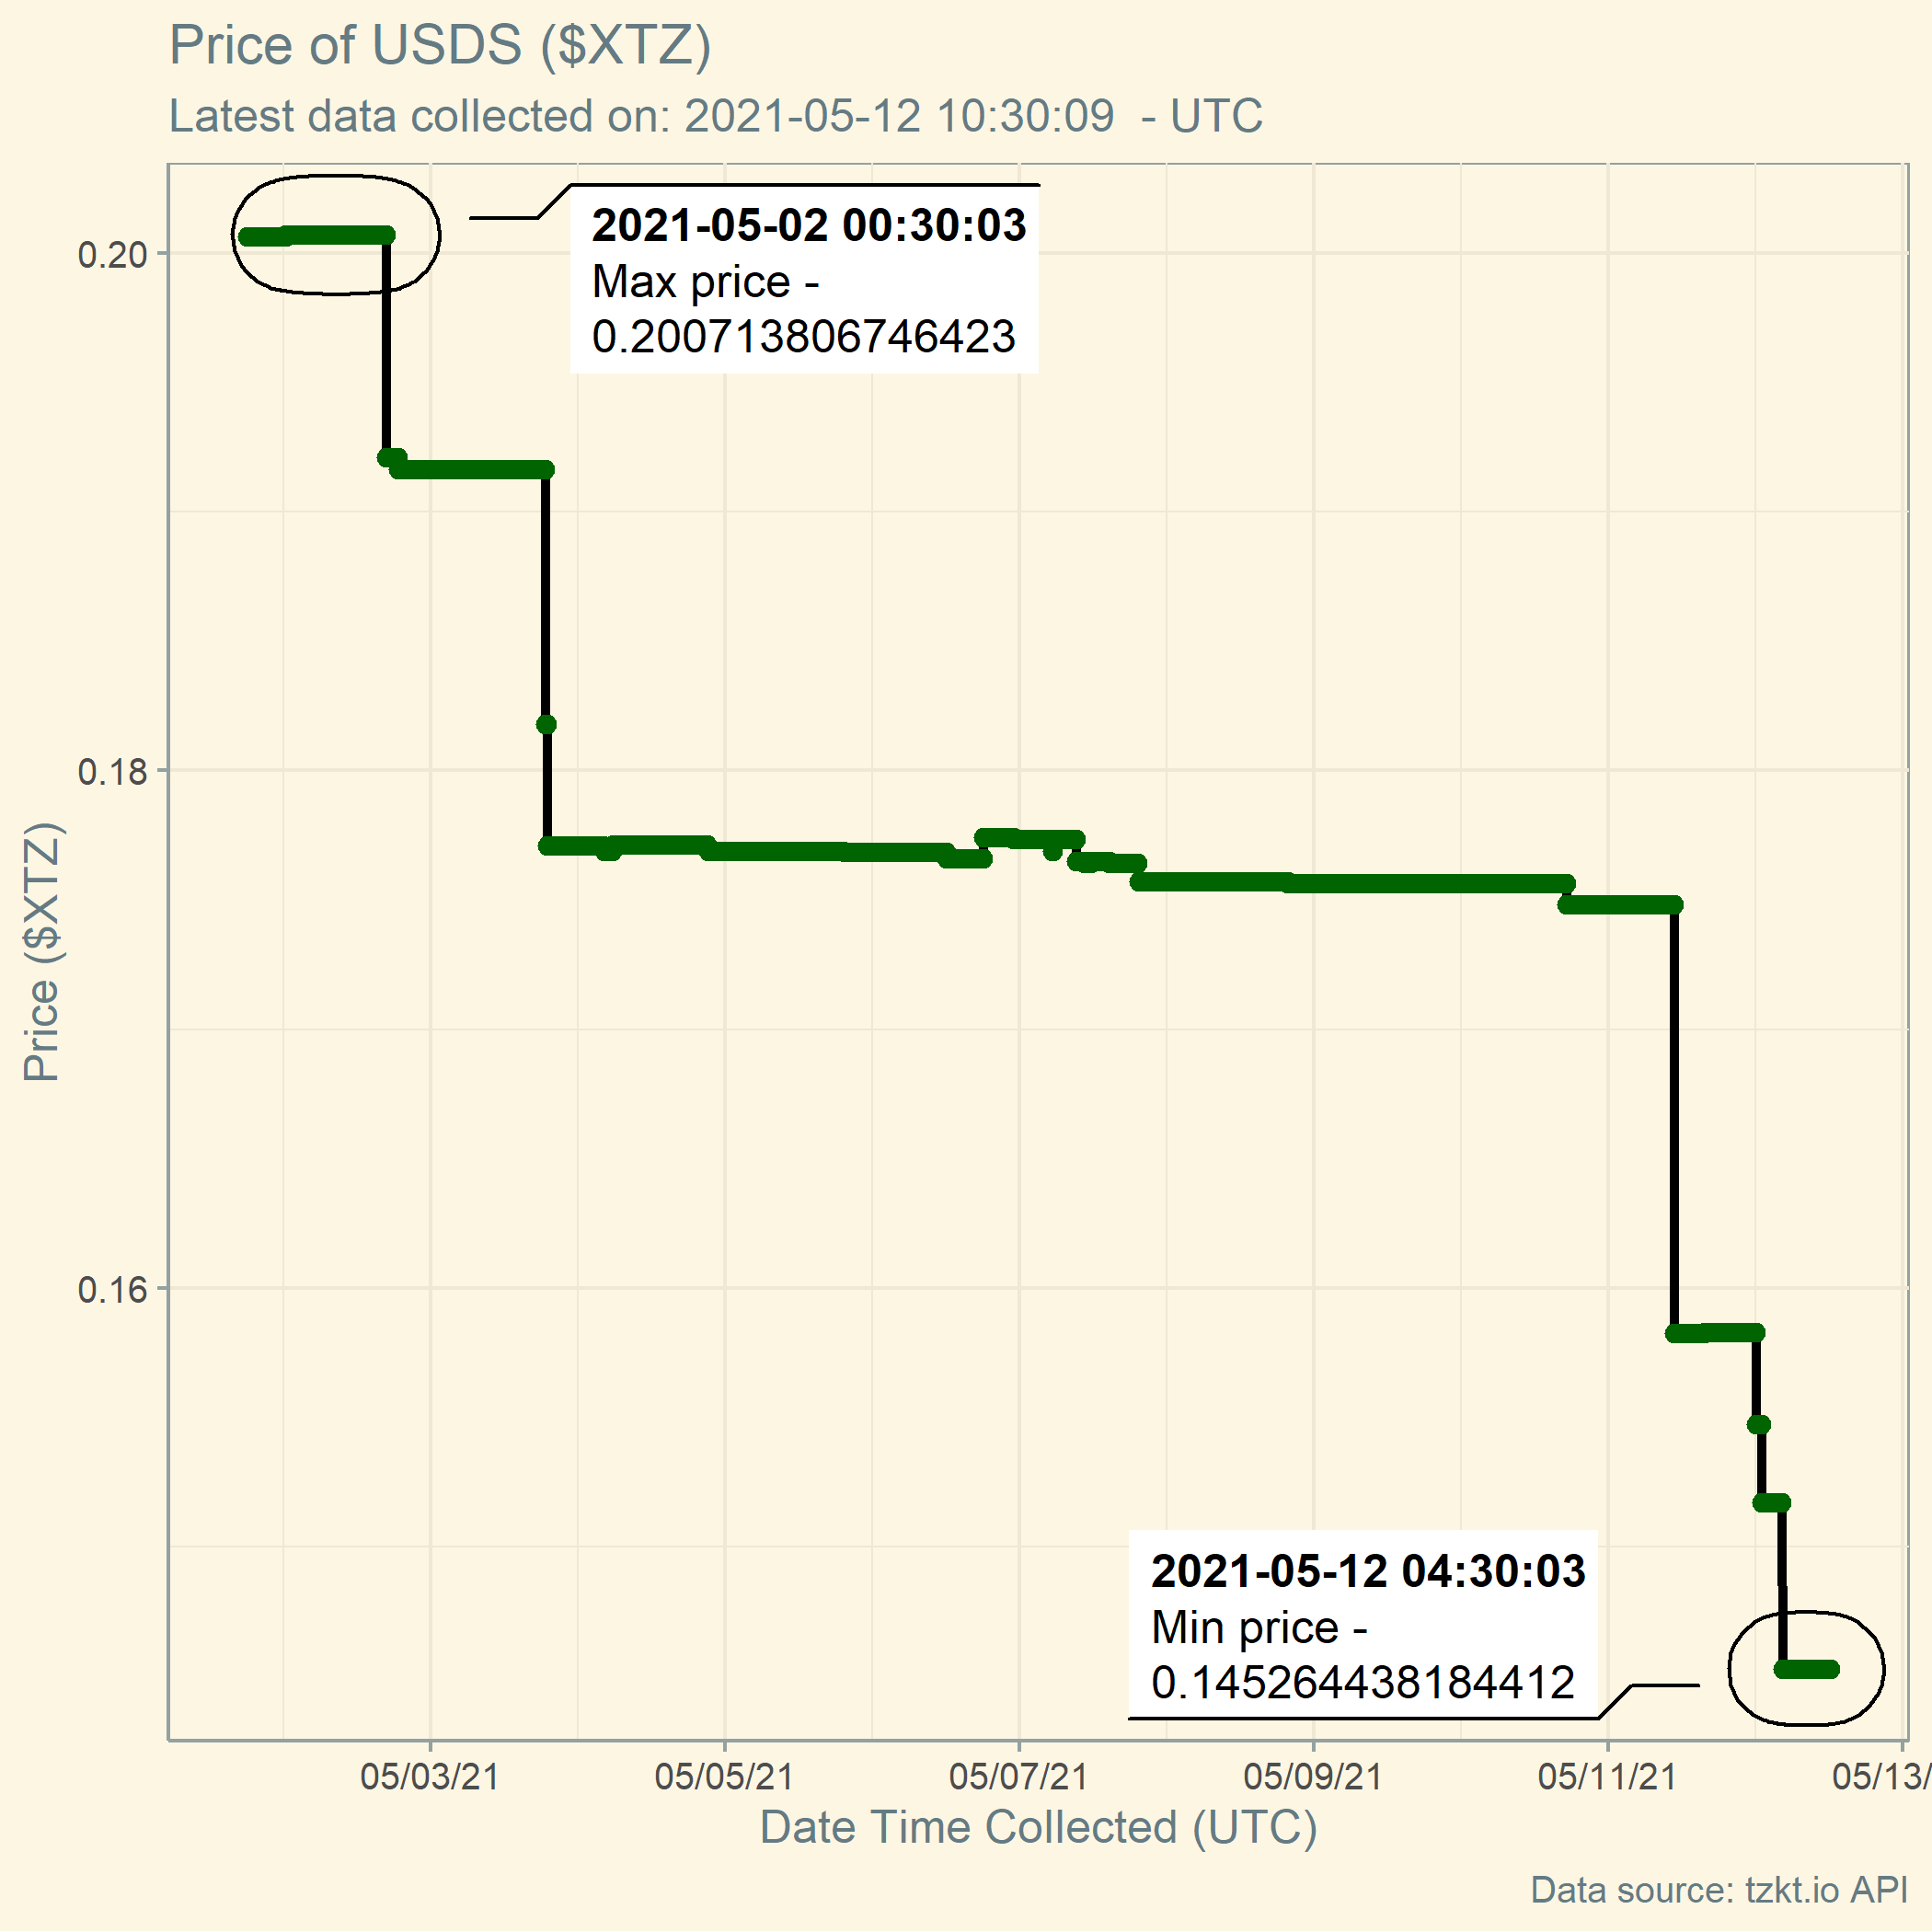 Price of USDS ($XTZ)
Latest data collected on: 2021-05-12 10:30:09  - UTC
2021-05-02 00:30:03
Max price -
0.200713806746423
0.20
0.18
0.16
Price ($XTZ)
2021-05-12 04:30:03
Min price -
0.145264438184412
05/03/21
05/05/21
05/07/21
05/09/21
05/11/21
05/13/
Date Time Collected (UTC)
Data source: tzkt.io API